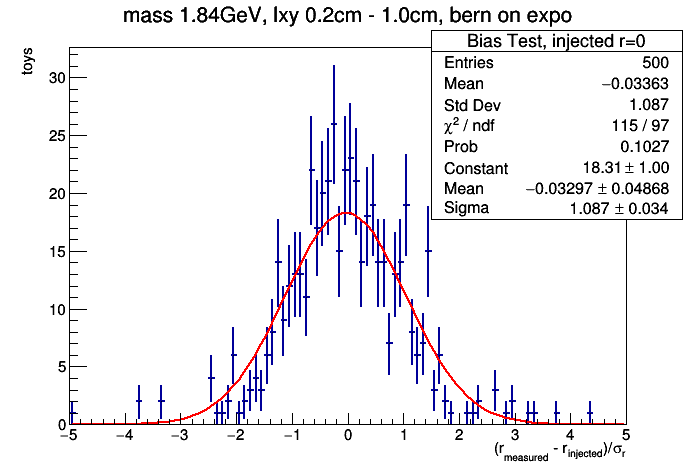 mass 1.84GeV, lxy 0.2cm - 1.0cm, bern on expo
Bias Test, injected r=0
Entries 500
Mean −0.03363
Std Dev 1.087
χ² / ndf 115 / 97
Prob 0.1027
Constant 18.31 ± 1.00
Mean −0.03297 ± 0.04868
Sigma 1.087 ± 0.034
toys
30
25
20
15
10
5
0
−5 −4 −3 −2 −1 0 1 2 3 4 5
(r_measured - r_injected)/σ_r